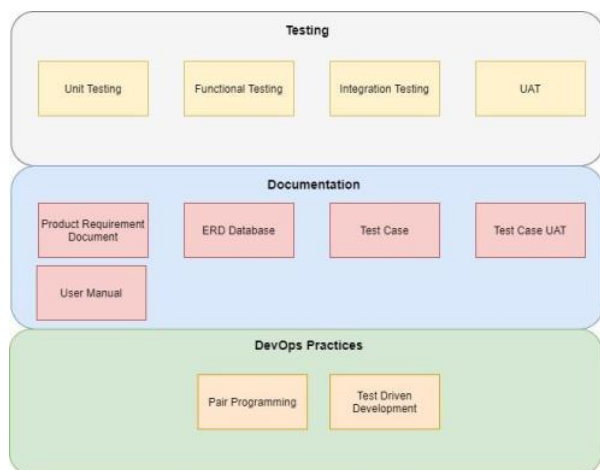 Testing
Unit Testing
Functional Testing
Integration Testing
UAT
Documentation
Product Requirement
Document
ERD Database
Test Case
Test Case UAT
User Manual
DevOps Practices
Pair Programming
Test Driven
Development